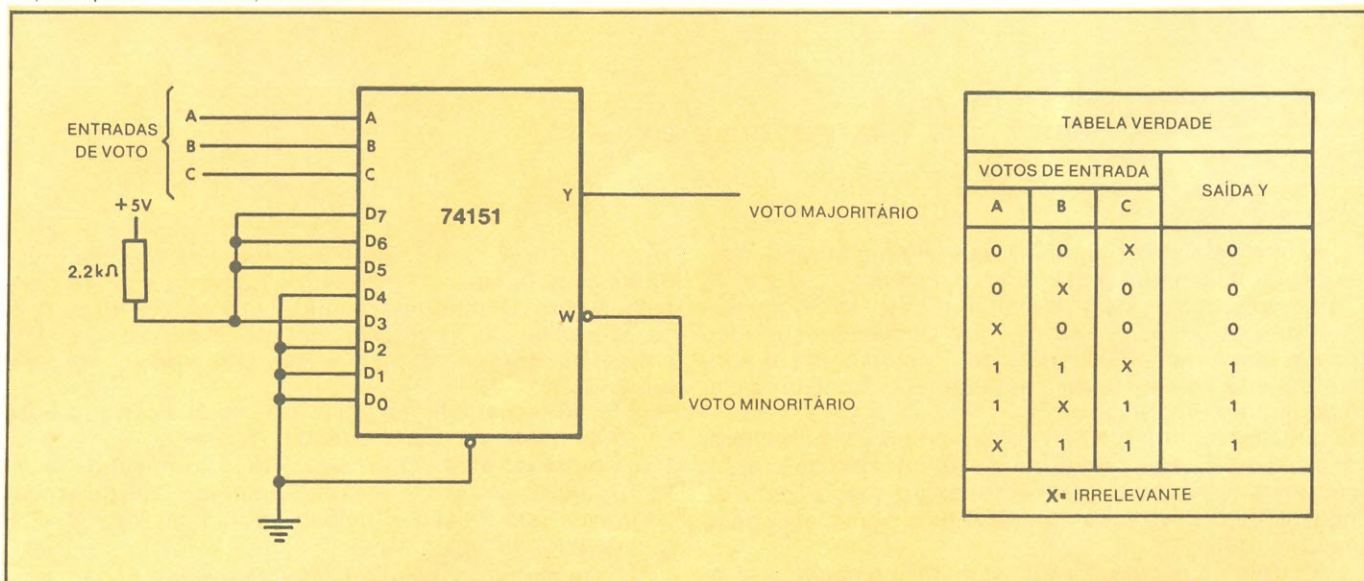 ENTRADAS
DE VOTO
A
B
C
+5V
2.2kΩ
A
B
C
D7
D6
D5
D4
D3
D2
D1
D0
74151
Y
W
VOTO MAJORITÁRIO
VOTO MINORITÁRIO
TABELA VERDADE
VOTOS DE ENTRADA
SAÍDA Y
A B C
0 0 X 0
0 X 0 0
X 0 0 0
1 1 X 1
1 X 1 1
X 1 1 1
X= IRRELEVANTE